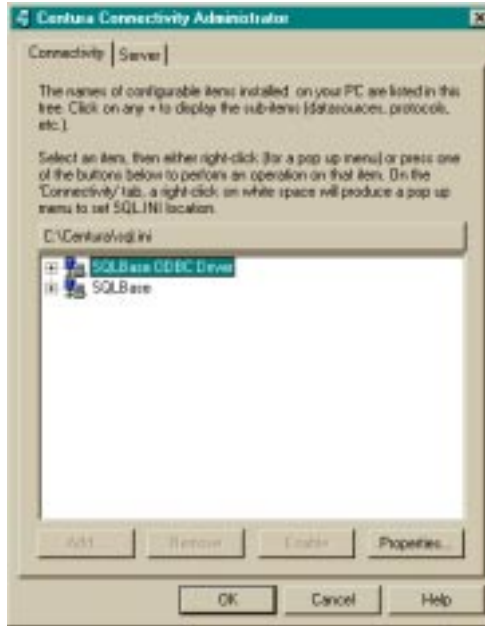 Centura Connectivity Administrator
Connectivity
Server
The names of configurable items installed on your PC are listed in this
tree. Click on any + to display the sub-items (datasources, protocols,
etc.)
Select an item, then either right-click (for a pop up menu) or press one
of the buttons below to perform an operation on that item. On the
'Connectivity' tab, a right-click on white space will produce a pop up
menu to set SQL.INI location.
C:\Centura\sql.ini
SQLBase ODBC Driver
SQLBase
Add...
Remove
Enable
Properties...
OK
Cancel
Help